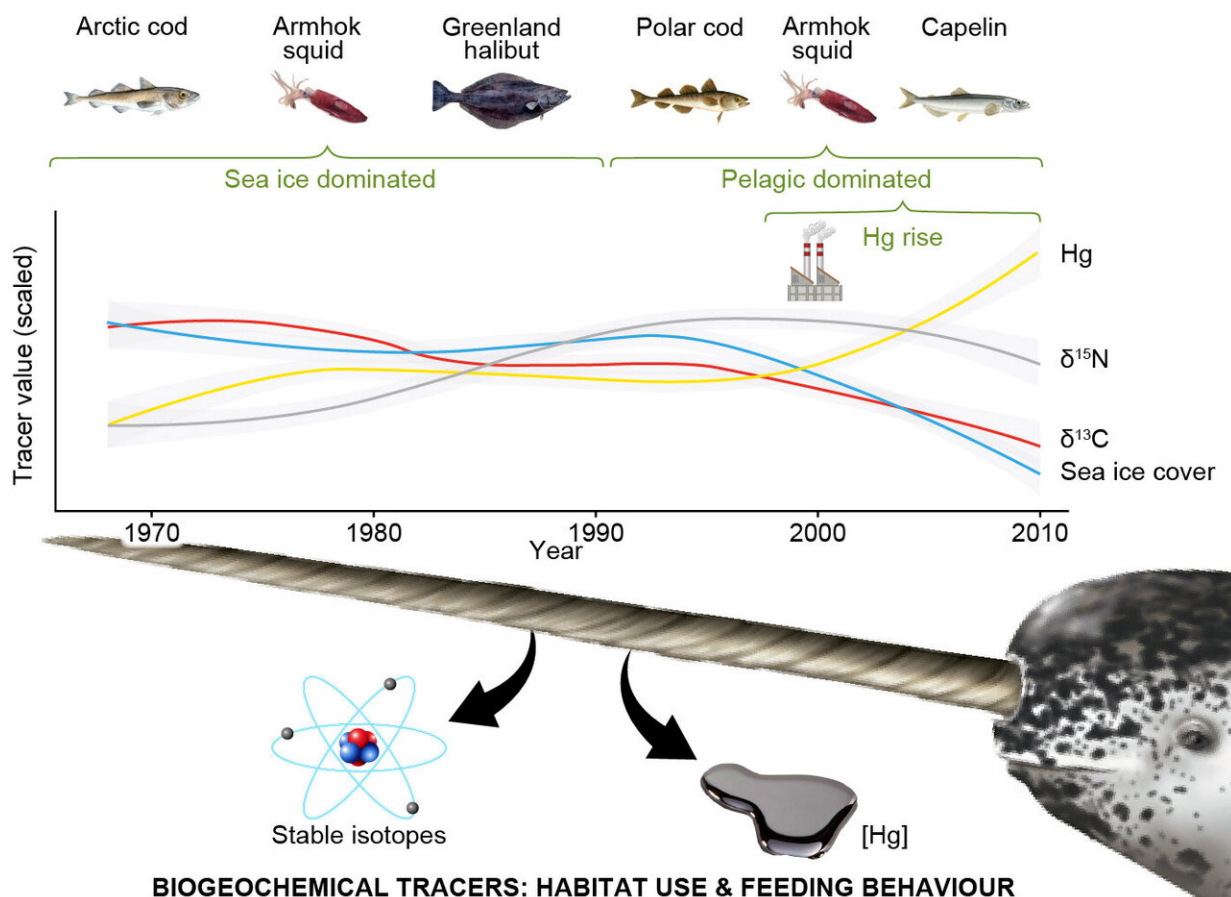 Arctic cod
Armhok
squid
Greenland
halibut
Polar cod
Armhok
squid
Capelin
Sea ice dominated
Pelagic dominated
Hg rise
Tracer value (scaled)
Hg
δ¹⁵N
δ¹³C
Sea ice cover
1970
1980
1990
2000
2010
Year
Stable isotopes
[Hg]
BIOGEOCHEMICAL TRACERS: HABITAT USE & FEEDING BEHAVIOUR